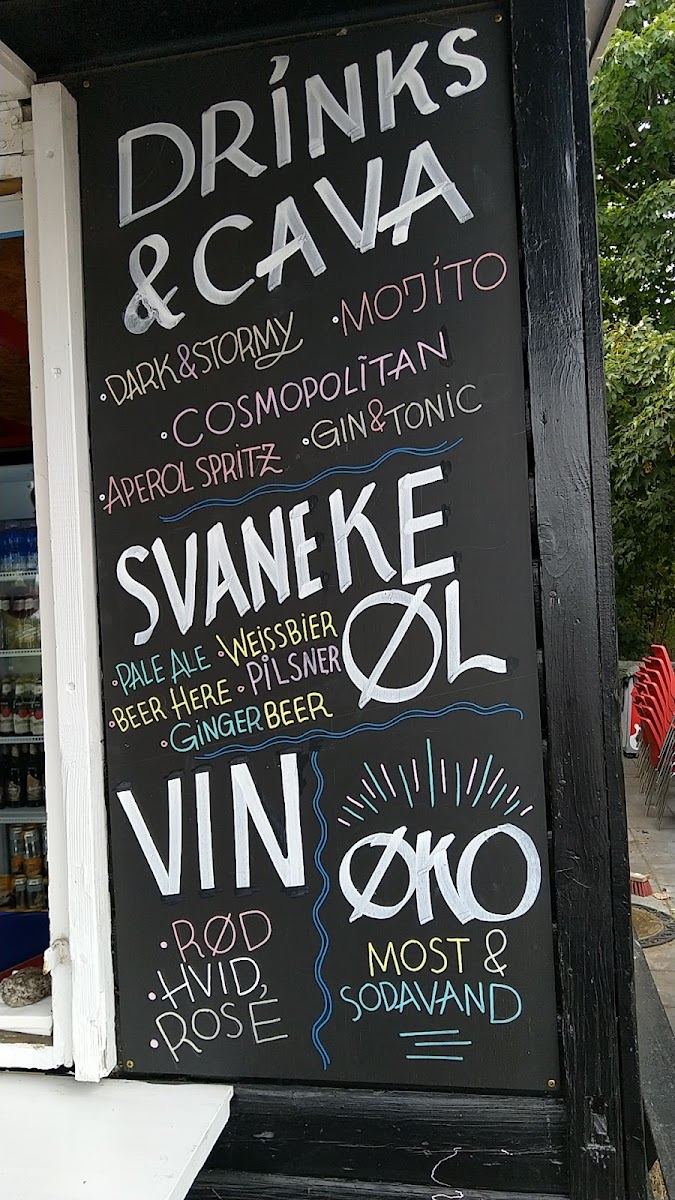 DRINKS
& CAVA
• DARK & STORMY
• MOJITO
• COSMOPOLITAN
• GIN & TONIC
• APEROL SPRITZ
SVANEKE
ØL
• PALE ALE • WEISSBIER
• BEER HERE • PILSNER
• GINGER BEER
VIN
• RØD
• HVID,
• ROSE
ØKO
MOST &
SODAVAND